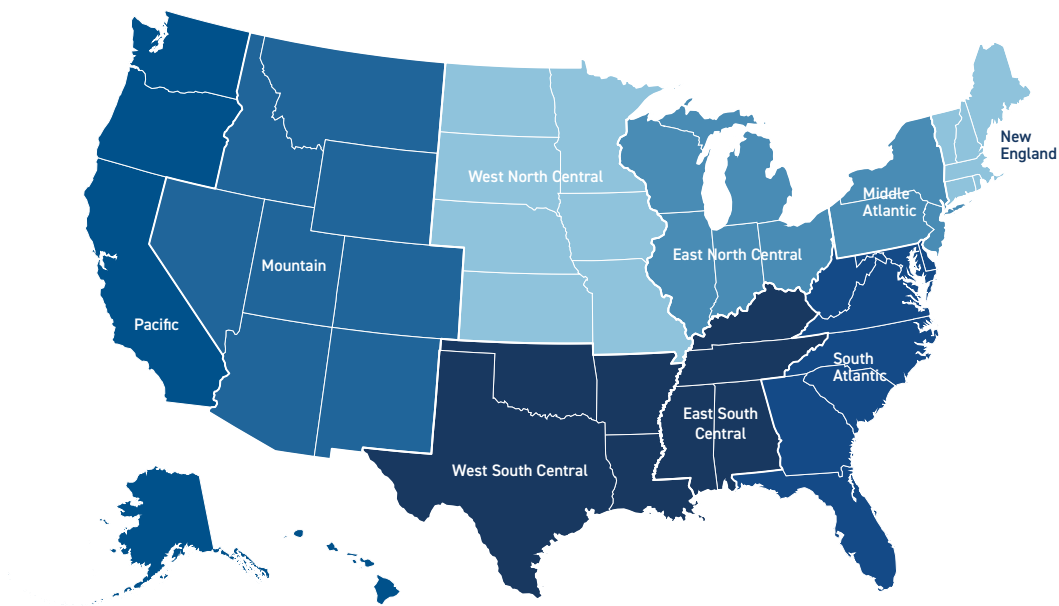 New
England
West North Central
Middle
Atlantic
East North Central
Mountain
Pacific
South
Atlantic
East South
Central
West South Central